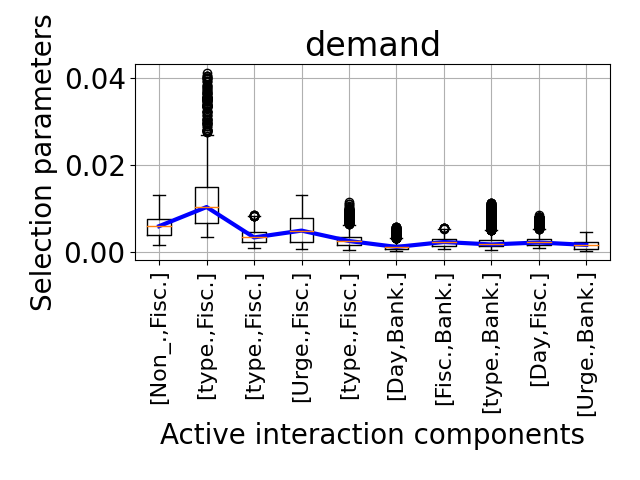 demand
Selection parameters
0.04
0.02
0.00
[Non_.,Fisc.]
[type.,Fisc.]
[type.,Fisc.]
[Urge.,Fisc.]
[type.,Fisc.]
[Day,Bank.]
[Fisc.,Bank.]
[type.,Bank.]
[Day,Fisc.]
[Urge.,Bank.]
Active interaction components